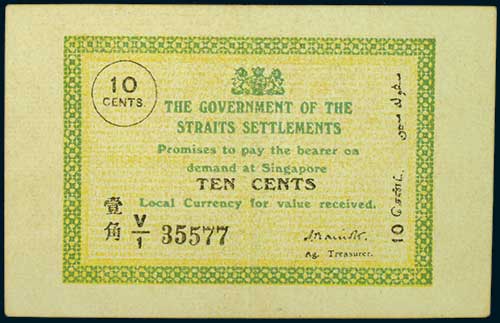 10
CENTS.
THE GOVERNMENT OF THE
STRAITS SETTLEMENTS
Promises to pay the bearer on
demand at Singapore
TEN CENTS
Local Currency for value received.
壹
角
V/1 35577
Ag. Treasurer.
10